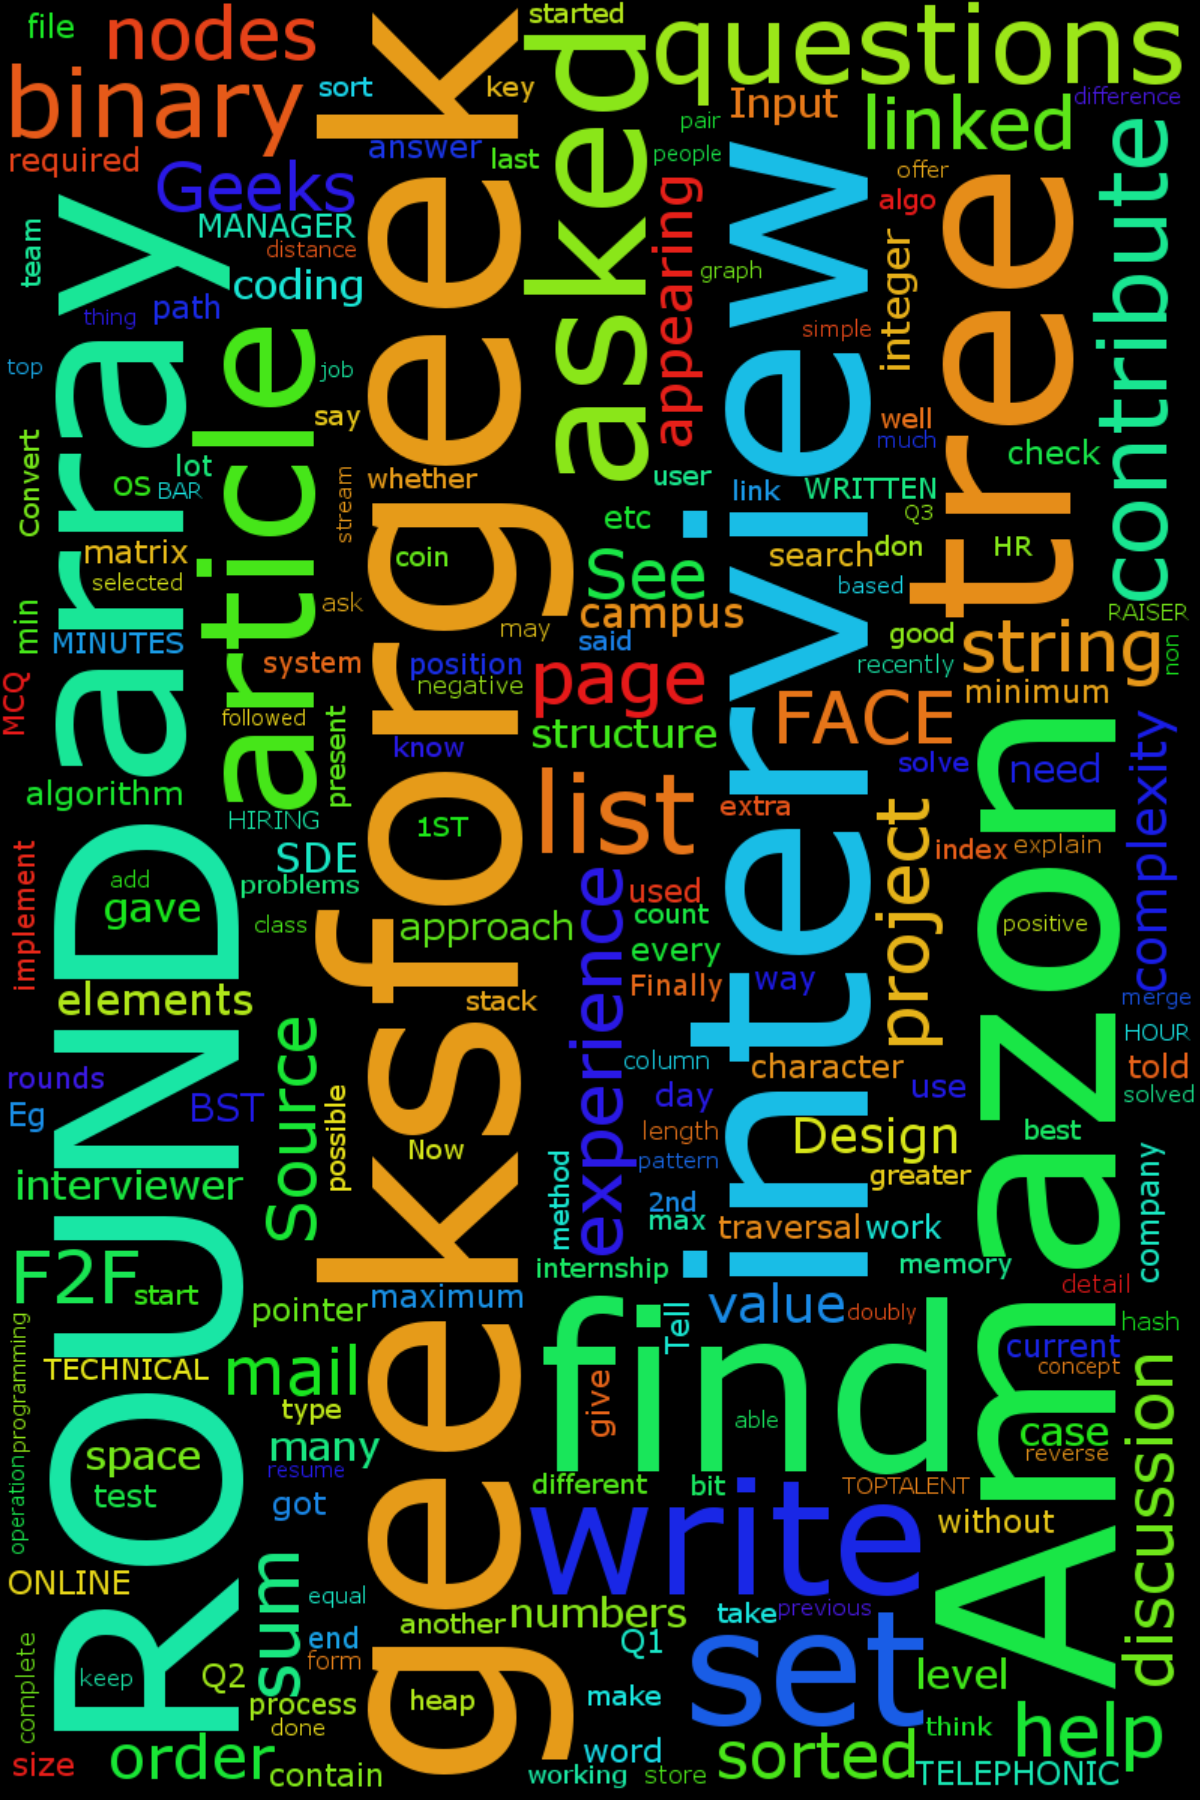 file
nodes
started
questions
binary
sort
key
asked
Input
difference
required
answer
last
pair
people
linked
Geeks
MANAGER
distance
offer
algo
contribute
team
coding
appearing
graph
integer
thing
path
simple
top
job
say
array
article
geeksforgeek
interview
tree
well
much
check
Convert
lot
OS
BAR
stream
whether
user
link
WRITTEN
Q3
etc
matrix
selected
coin
See
search
don
HR
based
min
ask
may
campus
said
RAISER
MINUTES
system
position
negative
page
good
recently
string
non
minimum
MCQ
followed
present
know
structure
FACE
solve
need
complexity
algorithm
HIRING
1ST
list
extra
project
index
explain
implement
SDE
problems
add
gave
class
approach
used
count
every
positive
elements
stack
experience
Finally
way
merge
ROUND
Amazon
Source
column
character
HOUR
told
solved
rounds
Eg
BST
possible
day
use
length
Now
Design
best
pattern
greater
interviewer
method
2nd
max
traversal
work
company
internship
memory
F2F
start
pointer
maximum
value
doubly
detail
Tell
hash
operationprogramming
TECHNICAL
mail
find
current
concept
type
give
able
case
reverse
many
space
resume
test
got
different
bit
TOPTALENT
discussion
write
without
ONLINE
sum
equal
another
numbers
take
previous
end
form
Q1
set
complete
keep
Q2
process
done
heap
make
level
think
help
size
order
contain
word
working
store
sorted
TELEPHONIC